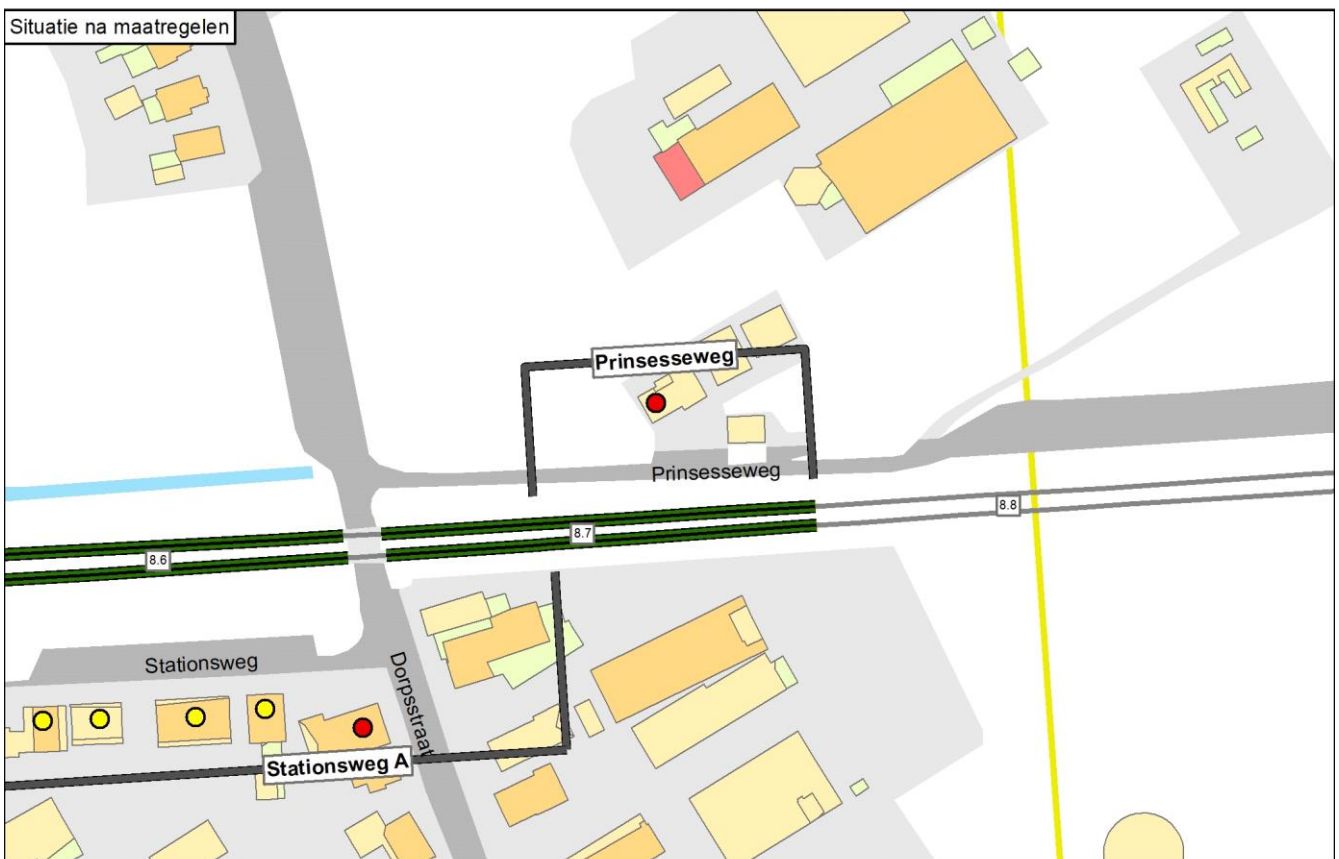 Situatie na maatregelen
Prinsesseweg
Prinsesseweg
8.8
8.7
8.6
Stationsweg
Dorpsstraat
Stationsweg A